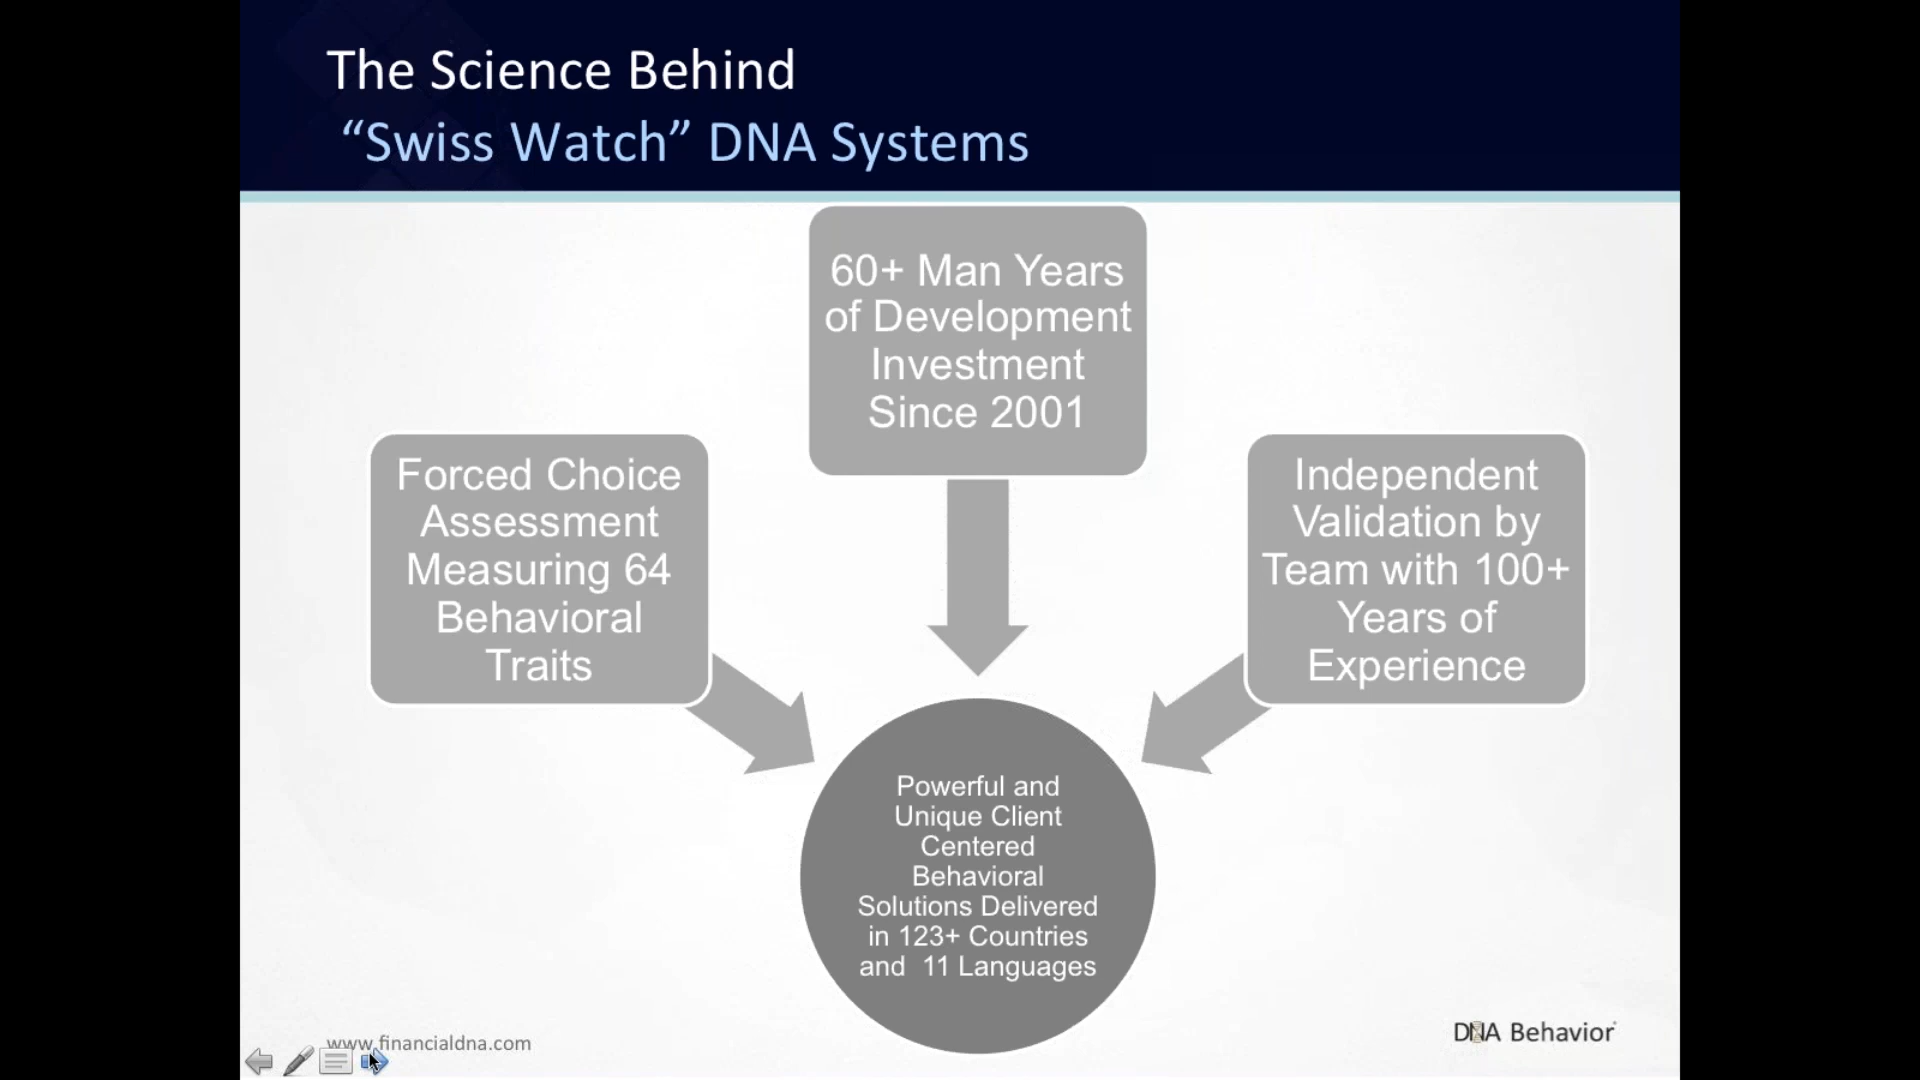 The Science Behind
“Swiss Watch” DNA Systems
60+ Man Years
of Development
Investment
Since 2001
Forced Choice
Assessment
Measuring 64
Behavioral
Traits
Independent
Validation by
Team with 100+
Years of
Experience
Powerful and
Unique Client
Centered
Behavioral
Solutions Delivered
in 123+ Countries
and 11 Languages
www.financialdna.com
DNA Behavior